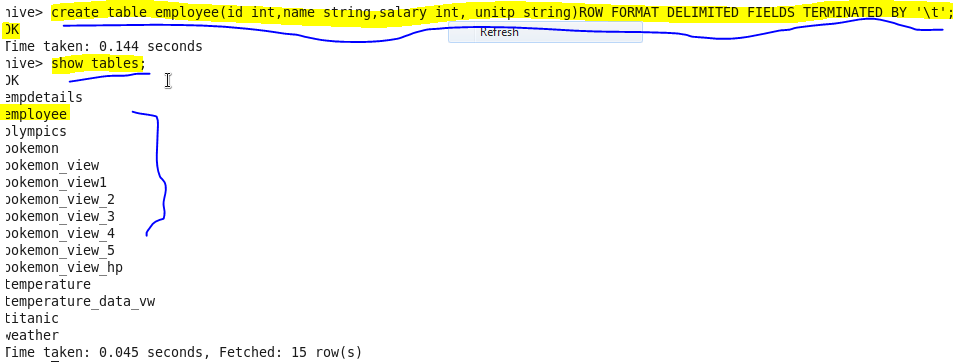 hive> create table employee(id int,name string,salary int, unitp string)ROW FORMAT DELIMITED FIELDS TERMINATED BY '\t';
OK
Refresh
Time taken: 0.144 seconds
hive> show tables;
OK
empdetails
employee
olympics
pokemon
pokemon_view
pokemon_view1
pokemon_view_2
pokemon_view_3
pokemon_view_4
pokemon_view_5
pokemon_view_hp
temperature
temperature_data_vw
titanic
weather
Time taken: 0.045 seconds, Fetched: 15 row(s)